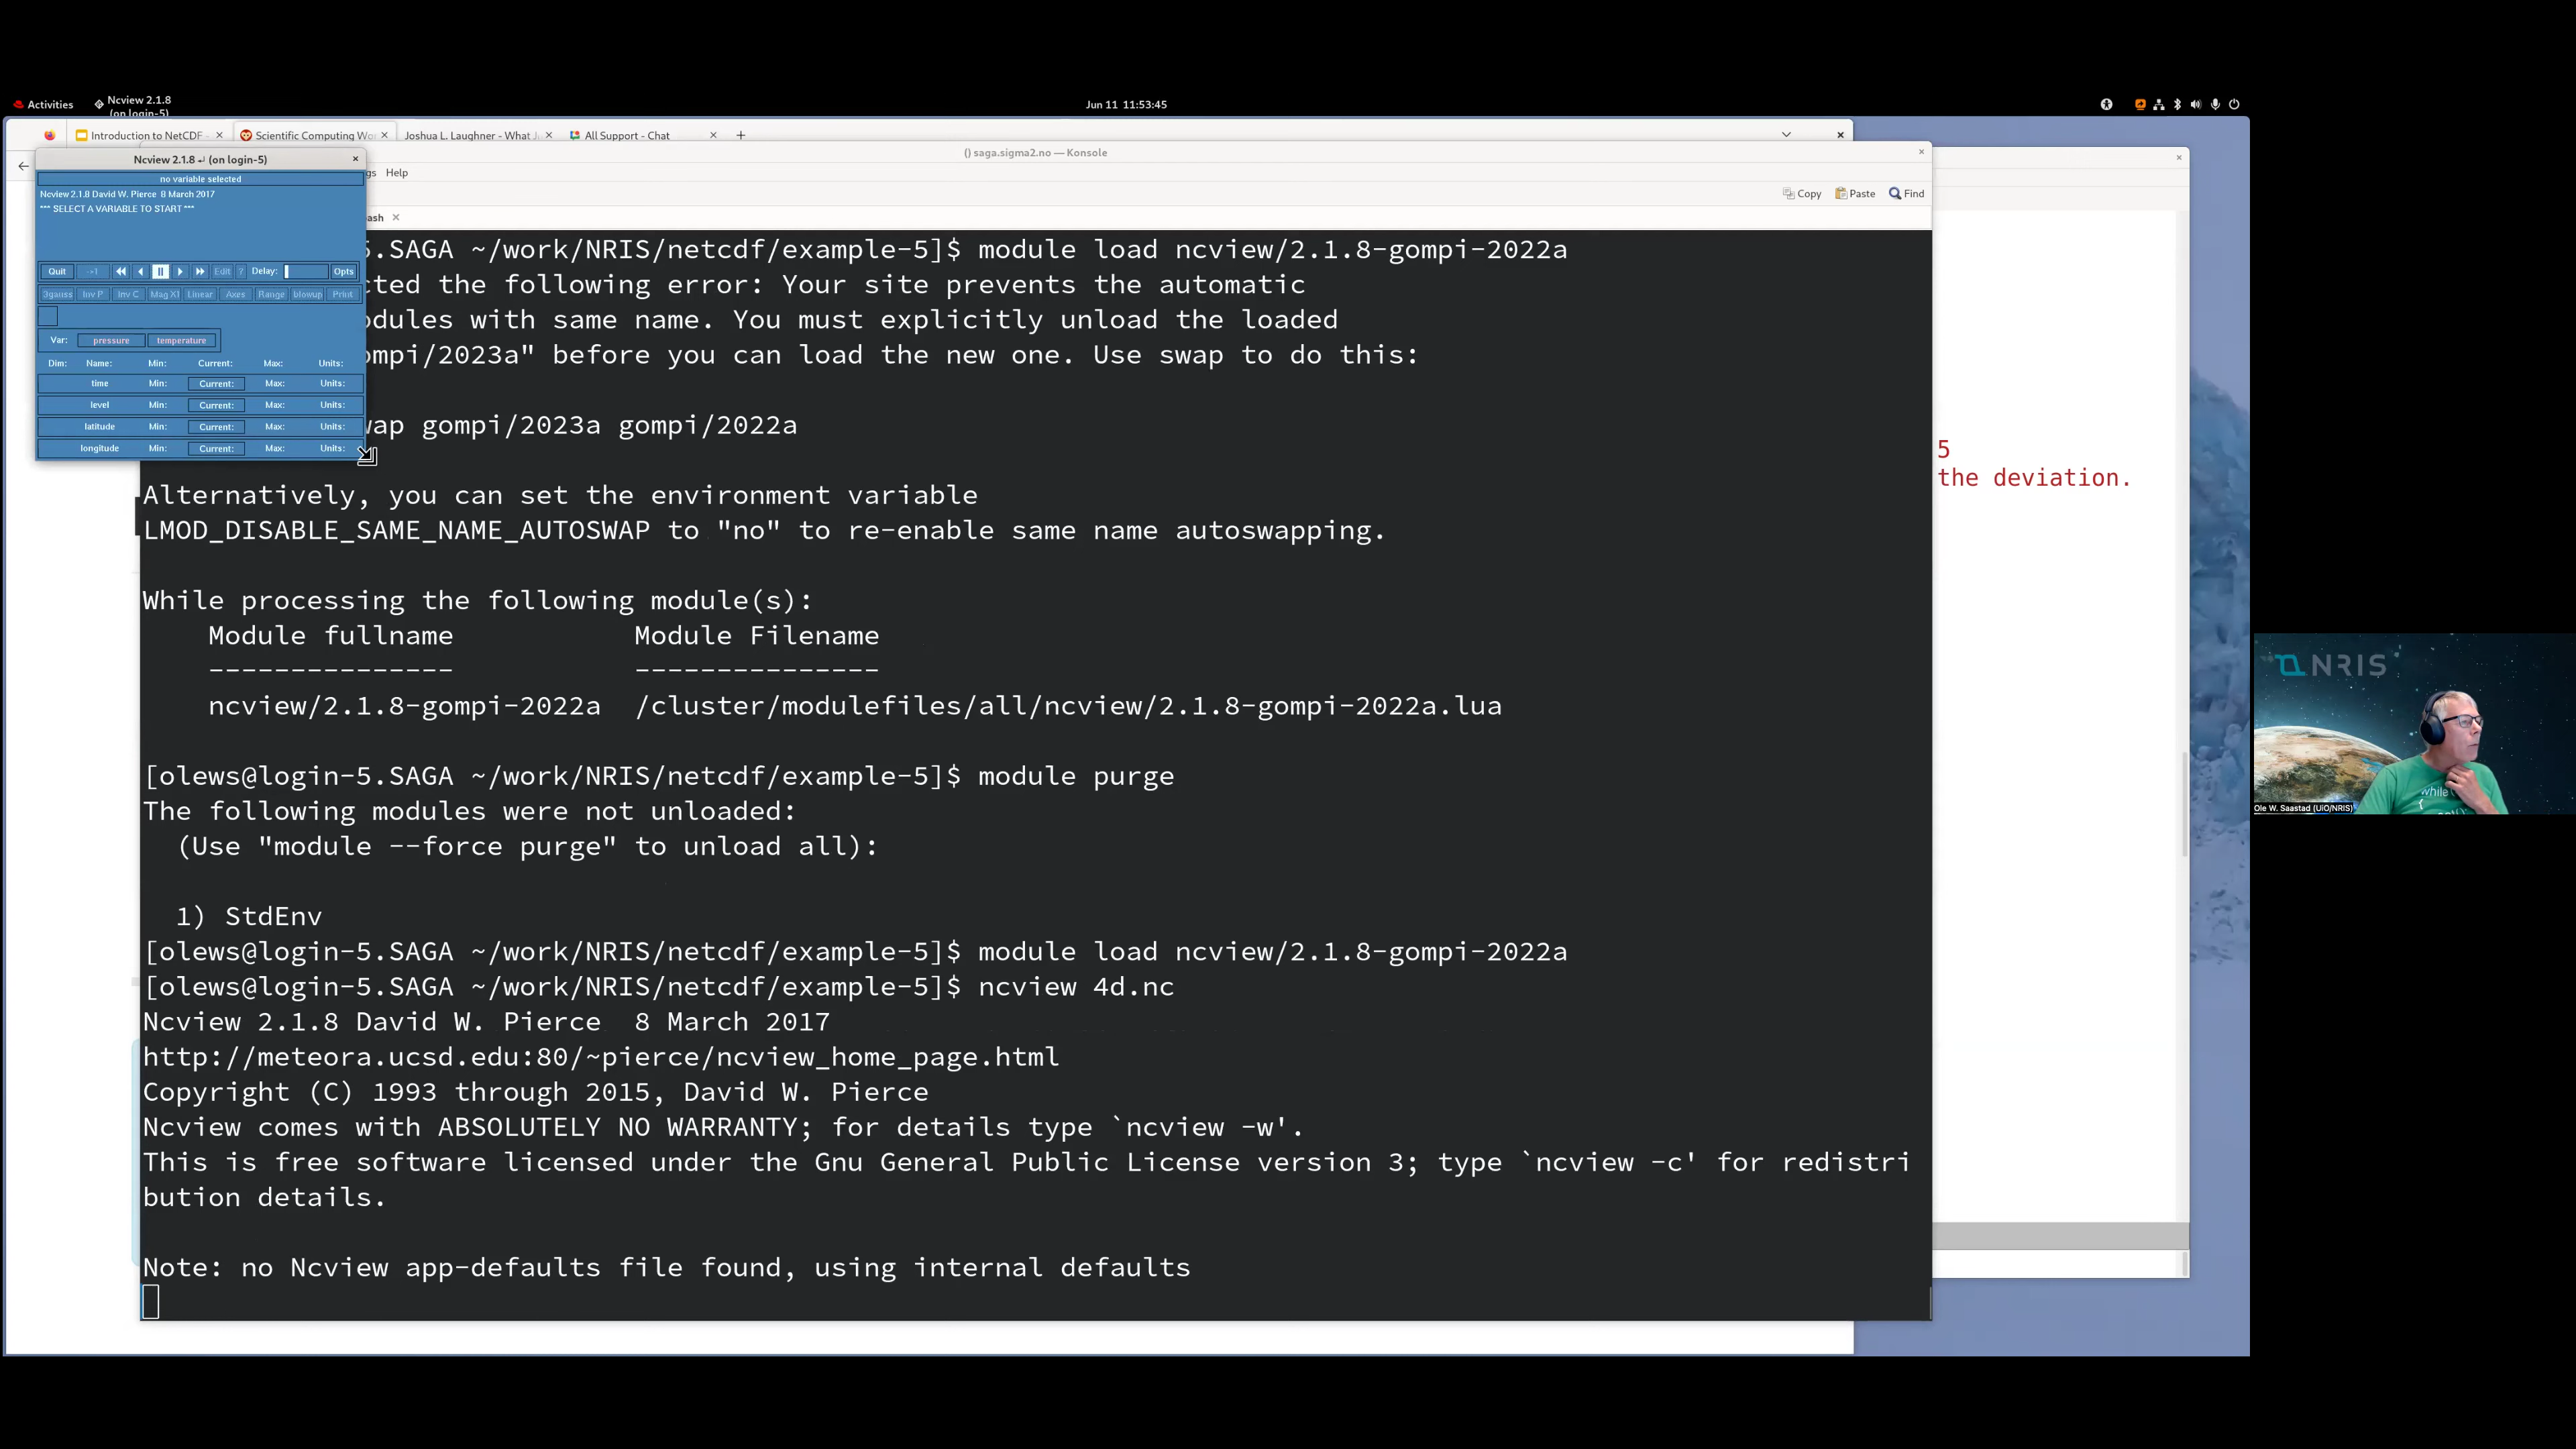 Activities
Ncview 2.1.8
(on login-5)
Jun 11 11:53:45
Introduction to NetCDF -
Scientific Computing Wo
Joshua L. Laughner - What J
All Support - Chat
Ncview 2.1.8 (on login-5)
() saga.sigma2.no — Konsole
no variable selected
Ncview 2.1.8 David W. Pierce 8 March 2017
*** SELECT A VARIABLE TO START ***
Quit
Edit ? Delay:
Opts
3gauss Inv P Inv C Mag X1 Linear Axes Range blowup Print
Var: pressure temperature
Dim: Name: Min: Current: Max: Units:
time Min: Current: Max: Units:
level Min: Current: Max: Units:
latitude Min: Current: Max: Units:
longitude Min: Current: Max: Units:
gs Help
Copy Paste Find
ash
5.SAGA ~/work/NRIS/netcdf/example-5]$ module load ncview/2.1.8-gompi-2022a
cted the following error: Your site prevents the automatic
odules with same name. You must explicitly unload the loaded
ompi/2023a" before you can load the new one. Use swap to do this:
wap gompi/2023a gompi/2022a
Alternatively, you can set the environment variable
LMOD_DISABLE_SAME_NAME_AUTOSWAP to "no" to re-enable same name autoswapping.
While processing the following module(s):
Module fullname Module Filename
--------------- ---------------
ncview/2.1.8-gompi-2022a /cluster/modulefiles/all/ncview/2.1.8-gompi-2022a.lua
[olews@login-5.SAGA ~/work/NRIS/netcdf/example-5]$ module purge
The following modules were not unloaded:
(Use "module --force purge" to unload all):
1) StdEnv
[olews@login-5.SAGA ~/work/NRIS/netcdf/example-5]$ module load ncview/2.1.8-gompi-2022a
[olews@login-5.SAGA ~/work/NRIS/netcdf/example-5]$ ncview 4d.nc
Ncview 2.1.8 David W. Pierce 8 March 2017
http://meteora.ucsd.edu:80/~pierce/ncview_home_page.html
Copyright (C) 1993 through 2015, David W. Pierce
Ncview comes with ABSOLUTELY NO WARRANTY; for details type `ncview -w'.
This is free software licensed under the Gnu General Public License version 3; type `ncview -c' for redistri
bution details.
Note: no Ncview app-defaults file found, using internal defaults
5
the deviation.
NRIS
while
{
Ole W. Saastad (UiO/NRIS)